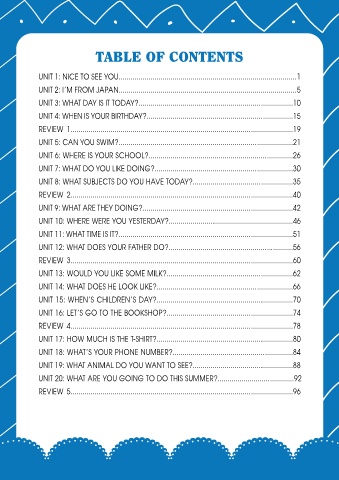 TABLE OF CONTENTS
UNIT 1: NICE TO SEE YOU.....1
UNIT 2: I'M FROM JAPAN.....5
UNIT 3: WHAT DAY IS IT TODAY?.....10
UNIT 4: WHEN IS YOUR BIRTHDAY?.....15
REVIEW 1.....19
UNIT 5: CAN YOU SWIM?.....21
UNIT 6: WHERE IS YOUR SCHOOL?.....26
UNIT 7: WHAT DO YOU LIKE DOING?.....30
UNIT 8: WHAT SUBJECTS DO YOU HAVE TODAY?.....35
REVIEW 2.....40
UNIT 9: WHAT ARE THEY DOING?.....42
UNIT 10: WHERE WERE YOU YESTERDAY?.....46
UNIT 11: WHAT TIME IS IT?.....51
UNIT 12: WHAT DOES YOUR FATHER DO?.....56
REVIEW 3.....60
UNIT 13: WOULD YOU LIKE SOME MILK?.....62
UNIT 14: WHAT DOES HE LOOK LIKE?.....66
UNIT 15: WHEN'S CHILDREN'S DAY?.....70
UNIT 16: LET'S GO TO THE BOOKSHOP?.....74
REVIEW 4.....78
UNIT 17: HOW MUCH IS THE T-SHIRT?.....80
UNIT 18: WHAT'S YOUR PHONE NUMBER?.....84
UNIT 19: WHAT ANIMAL DO YOU WANT TO SEE?.....88
UNIT 20: WHAT ARE YOU GOING TO DO THIS SUMMER?.....92
REVIEW 5.....96